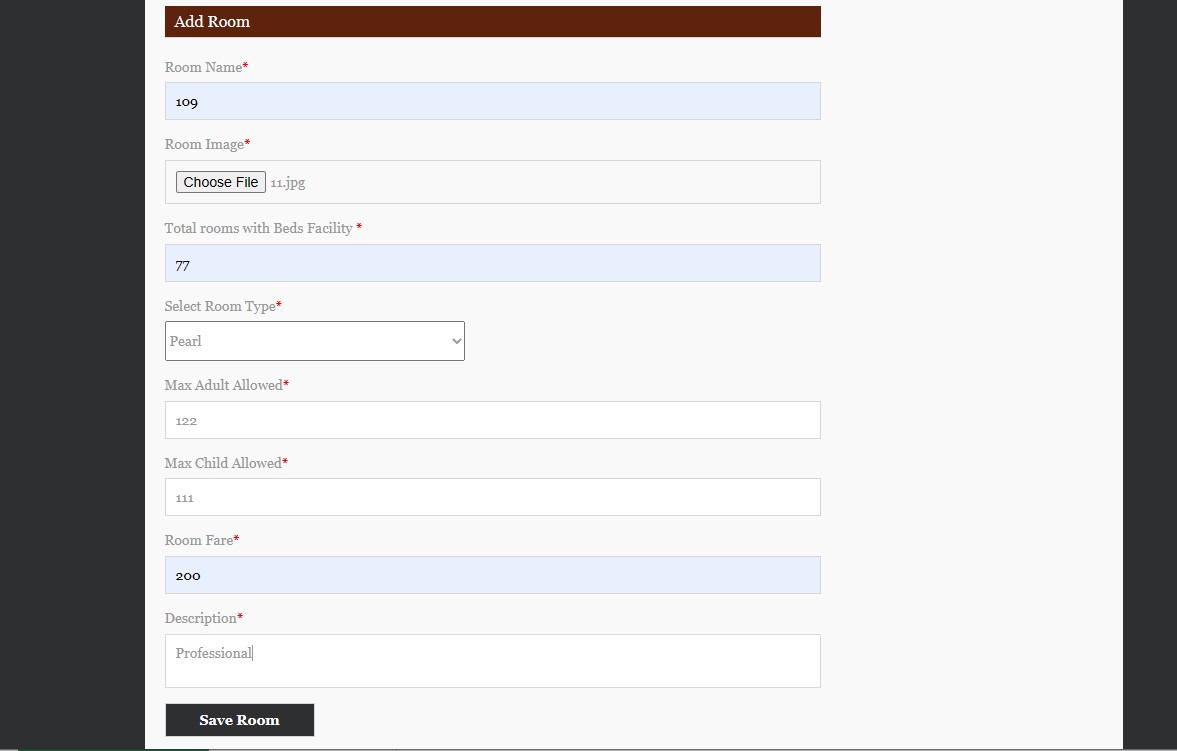 Add Room
Room Name*
109
Room Image*
Choose File 11.jpg
Total rooms with Beds Facility *
77
Select Room Type*
Pearl
Max Adult Allowed*
122
Max Child Allowed*
111
Room Fare*
200
Description*
Professional
Save Room